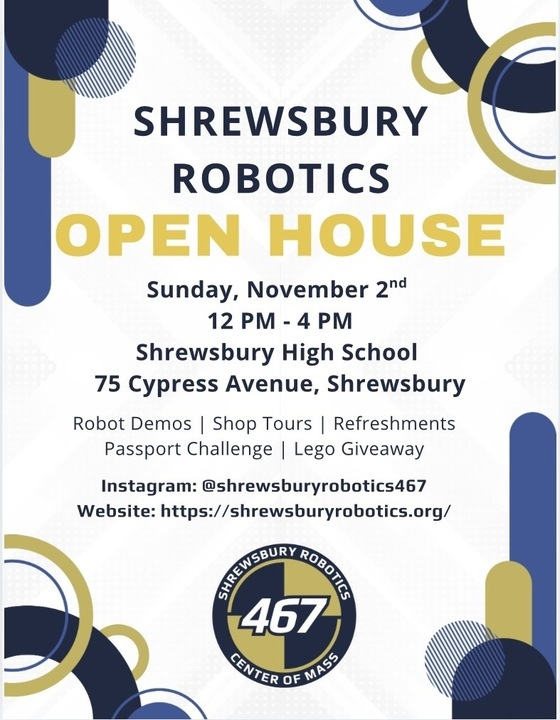 SHREWSBURY
ROBOTICS
OPEN HOUSE
Sunday, November 2nd
12 PM - 4 PM
Shrewsbury High School
75 Cypress Avenue, Shrewsbury
Robot Demos | Shop Tours | Refreshments
Passport Challenge | Lego Giveaway
Instagram: @shrewsburyrobotics467
Website: https://shrewsburyrobotics.org/
SHREWSBURY ROBOTICS
467
CENTER OF MASS